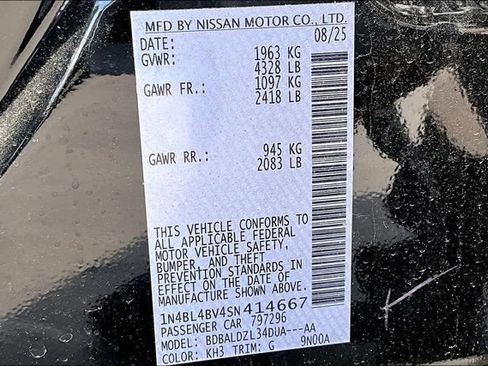 MFD BY NISSAN MOTOR CO., LTD.
DATE: 08/25
GVWR: 1963 KG
4328 LB
GAWR FR.: 1097 KG
2418 LB
GAWR RR.: 945 KG
2083 LB
THIS VEHICLE CONFORMS TO
ALL APPLICABLE FEDERAL
MOTOR VEHICLE SAFETY,
BUMPER, AND THEFT
PREVENTION STANDARDS IN
EFFECT ON THE DATE OF
MANUFACTURE SHOWN ABOVE.
1N4BL4BV4SN414667
PASSENGER CAR 797296
MODEL: BDBALDZL34DUA---AA
COLOR: KH3 TRIM: G 9N00A